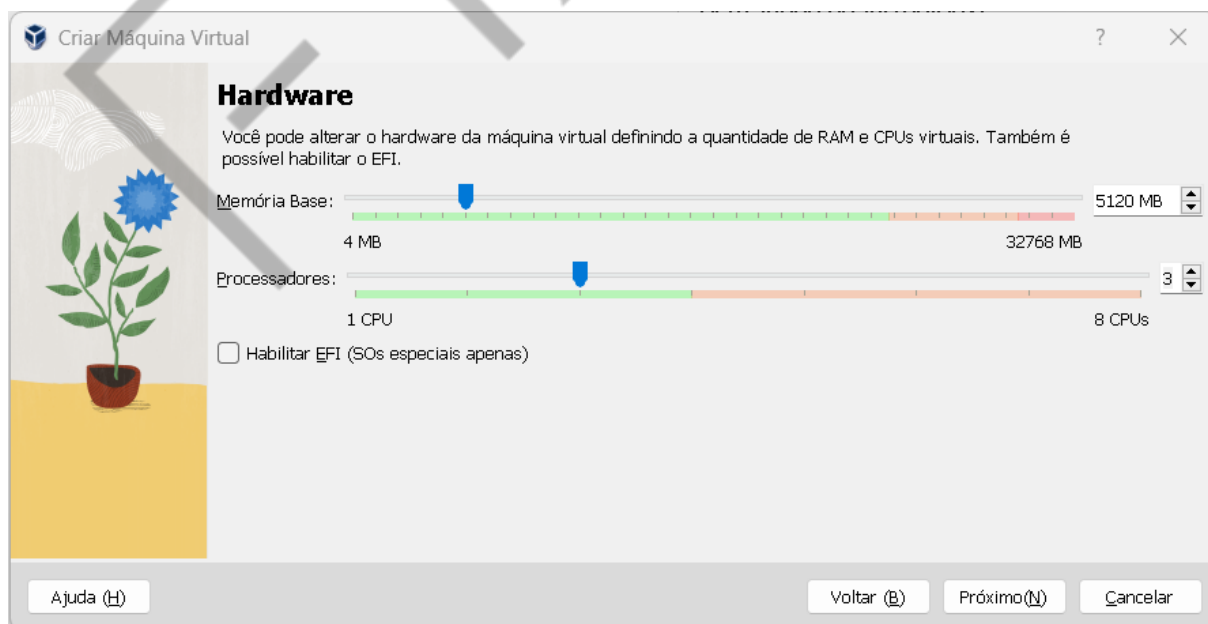 Criar Máquina Virtual
?
Hardware
Você pode alterar o hardware da máquina virtual definindo a quantidade de RAM e CPUs virtuais. Também é
possível habilitar o EFI.
Memória Base:
5120 MB
4 MB
32768 MB
Processadores:
3
1 CPU
8 CPUs
Habilitar EFI (SOs especiais apenas)
Ajuda (H)
Voltar (B)
Próximo(N)
Cancelar